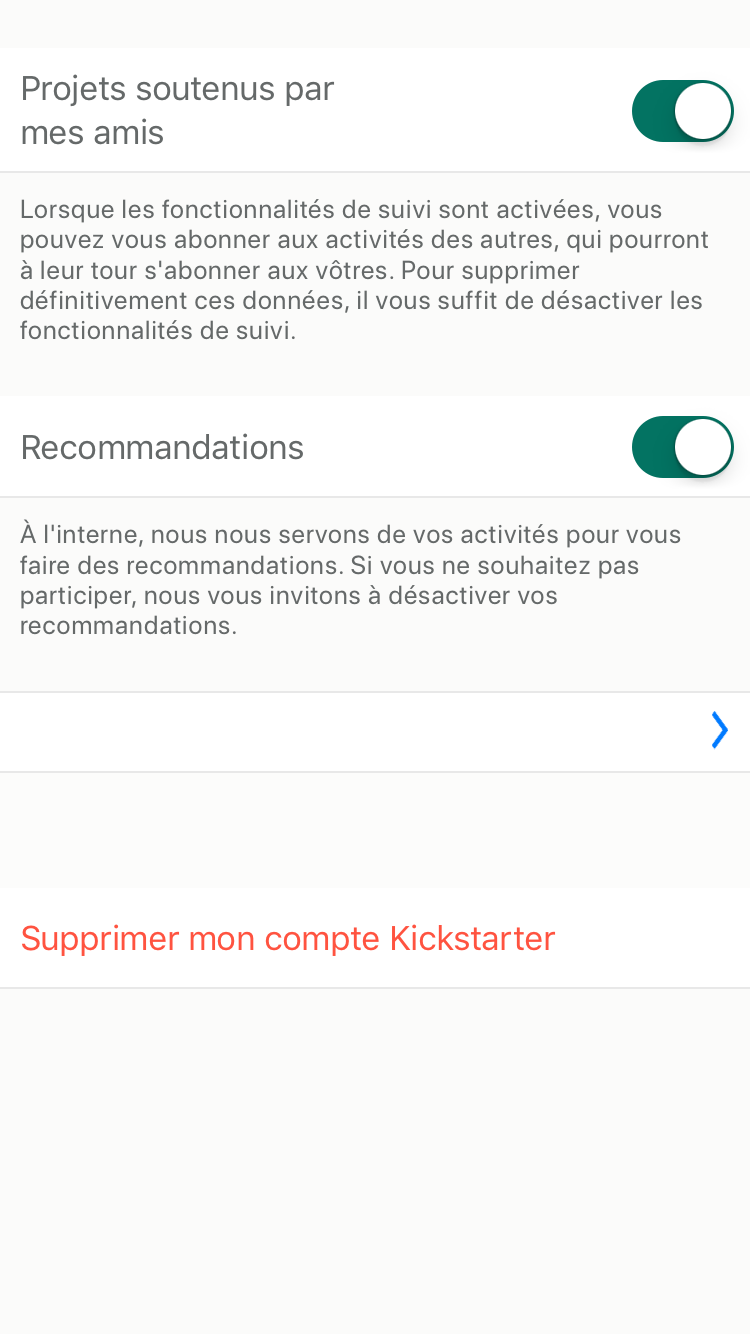 Projets soutenus par
mes amis
Lorsque les fonctionnalités de suivi sont activées, vous
pouvez vous abonner aux activités des autres, qui pourront
à leur tour s'abonner aux vôtres. Pour supprimer
définitivement ces données, il vous suffit de désactiver les
fonctionnalités de suivi.
Recommandations
À l'interne, nous nous servons de vos activités pour vous
faire des recommandations. Si vous ne souhaitez pas
participer, nous vous invitons à désactiver vos
recommandations.
Supprimer mon compte Kickstarter